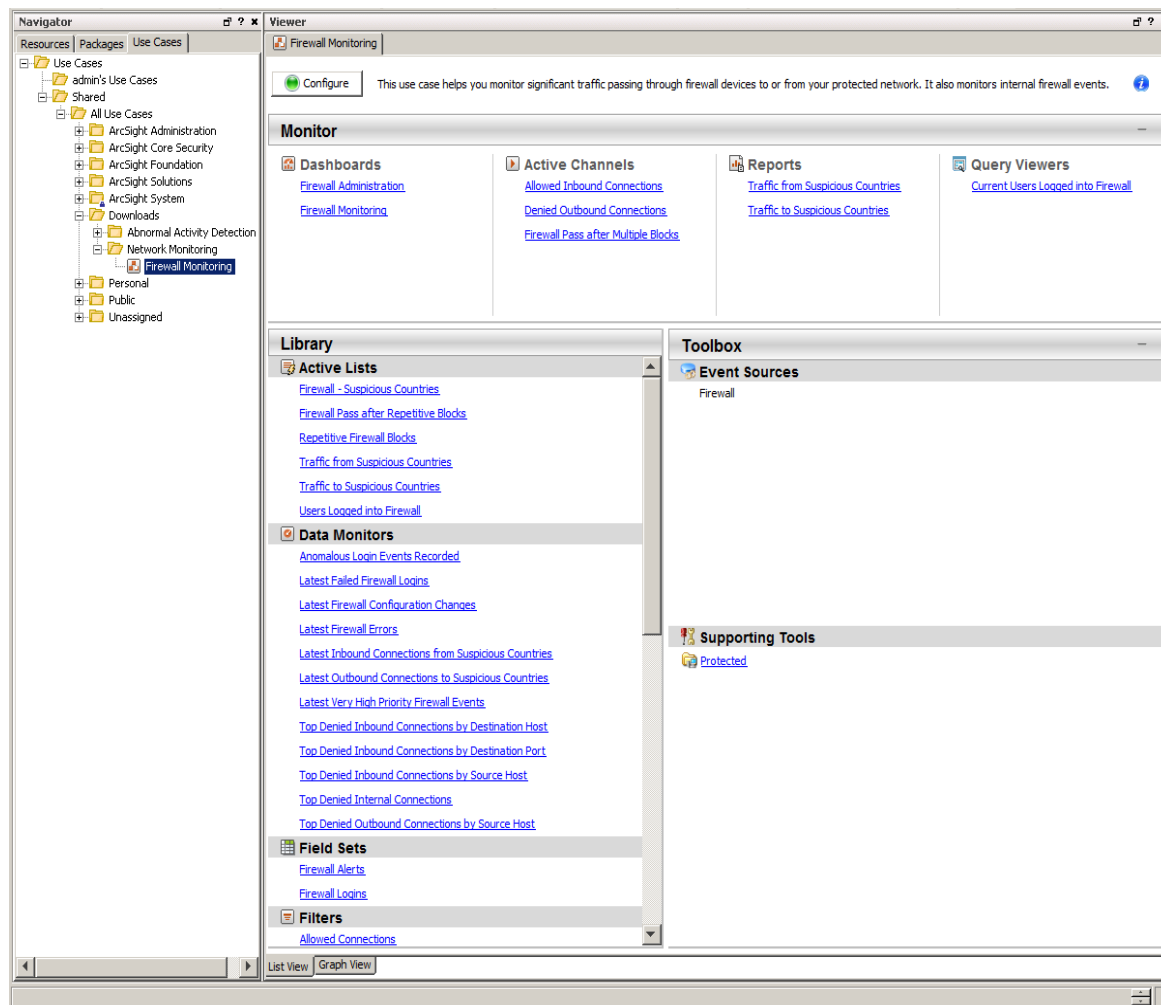 Navigator
Resources Packages Use Cases
Use Cases
admin's Use Cases
Shared
All Use Cases
ArcSight Administration
ArcSight Core Security
ArcSight Foundation
ArcSight Solutions
ArcSight System
Downloads
Abnormal Activity Detection
Network Monitoring
Firewall Monitoring
Personal
Public
Unassigned
Viewer
Firewall Monitoring
Configure This use case helps you monitor significant traffic passing through firewall devices to or from your protected network. It also monitors internal firewall events.
Monitor
Dashboards
Firewall Administration
Firewall Monitoring
Active Channels
Allowed Inbound Connections
Denied Outbound Connections
Firewall Pass after Multiple Blocks
Reports
Traffic from Suspicious Countries
Traffic to Suspicious Countries
Query Viewers
Current Users Logged into Firewall
Library
Active Lists
Firewall - Suspicious Countries
Firewall Pass after Repetitive Blocks
Repetitive Firewall Blocks
Traffic from Suspicious Countries
Traffic to Suspicious Countries
Users Logged into Firewall
Data Monitors
Anomalous Login Events Recorded
Latest Failed Firewall Logins
Latest Firewall Configuration Changes
Latest Firewall Errors
Latest Inbound Connections from Suspicious Countries
Latest Outbound Connections to Suspicious Countries
Latest Very High Priority Firewall Events
Top Denied Inbound Connections by Destination Host
Top Denied Inbound Connections by Destination Port
Top Denied Inbound Connections by Source Host
Top Denied Internal Connections
Top Denied Outbound Connections by Source Host
Field Sets
Firewall Alerts
Firewall Logins
Filters
Allowed Connections
Toolbox
Event Sources
Firewall
Supporting Tools
Protected
List View Graph View